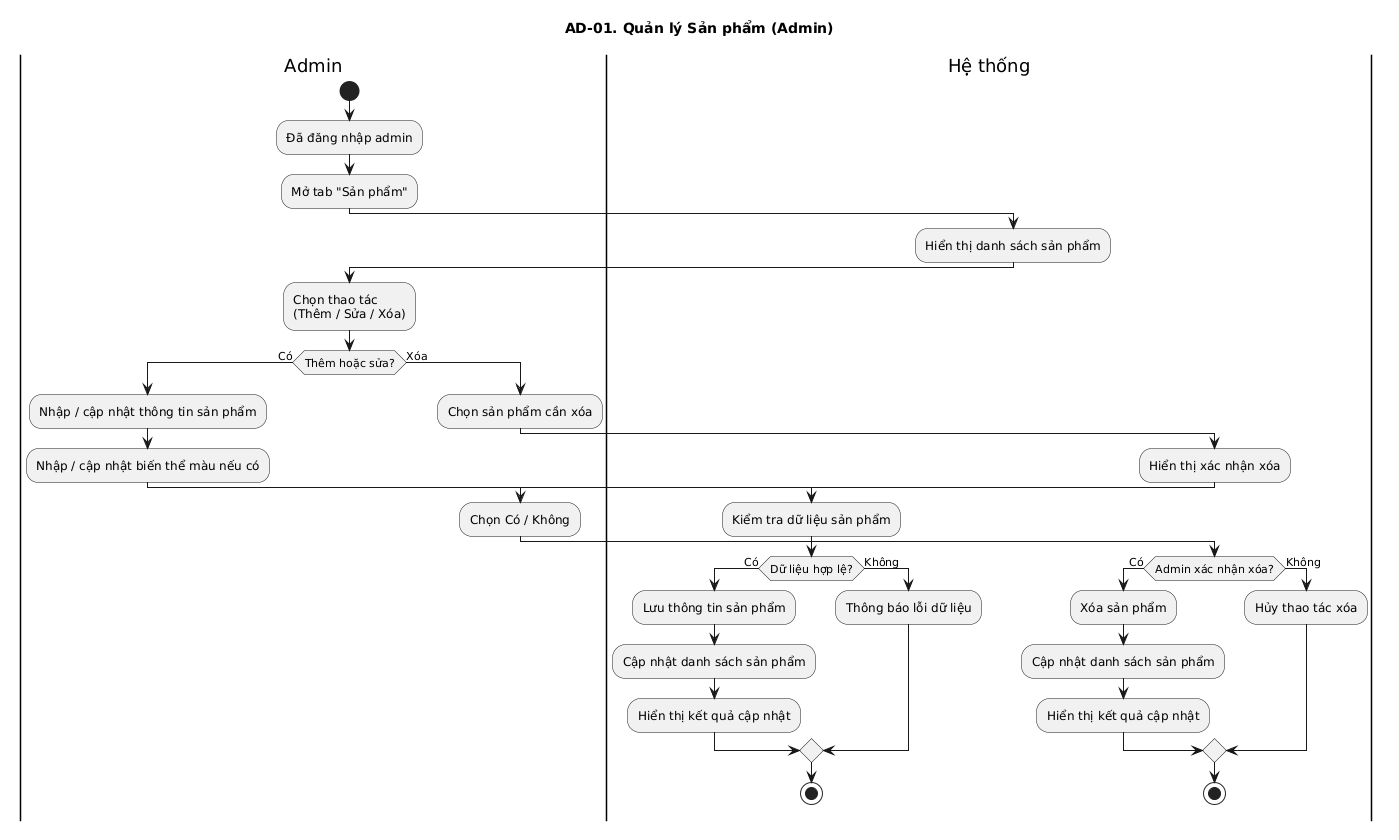 AD-01. Quản lý Sản phẩm (Admin)
Admin
Hệ thống
Đã đăng nhập admin
Mở tab "Sản phẩm"
Hiển thị danh sách sản phẩm
Chọn thao tác
(Thêm / Sửa / Xóa)
Có
Thêm hoặc sửa?
Xóa
Nhập / cập nhật thông tin sản phẩm
Chọn sản phẩm cần xóa
Nhập / cập nhật biến thể màu nếu có
Hiển thị xác nhận xóa
Chọn Có / Không
Kiểm tra dữ liệu sản phẩm
Có
Dữ liệu hợp lệ?
Không
Có
Admin xác nhận xóa?
Không
Lưu thông tin sản phẩm
Thông báo lỗi dữ liệu
Xóa sản phẩm
Hủy thao tác xóa
Cập nhật danh sách sản phẩm
Cập nhật danh sách sản phẩm
Hiển thị kết quả cập nhật
Hiển thị kết quả cập nhật